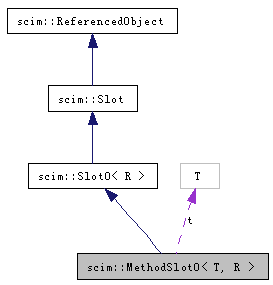 scim::ReferencedObject
scim::Slot
scim::Slot0< R >
T
t
scim::MethodSlot0< T, R >